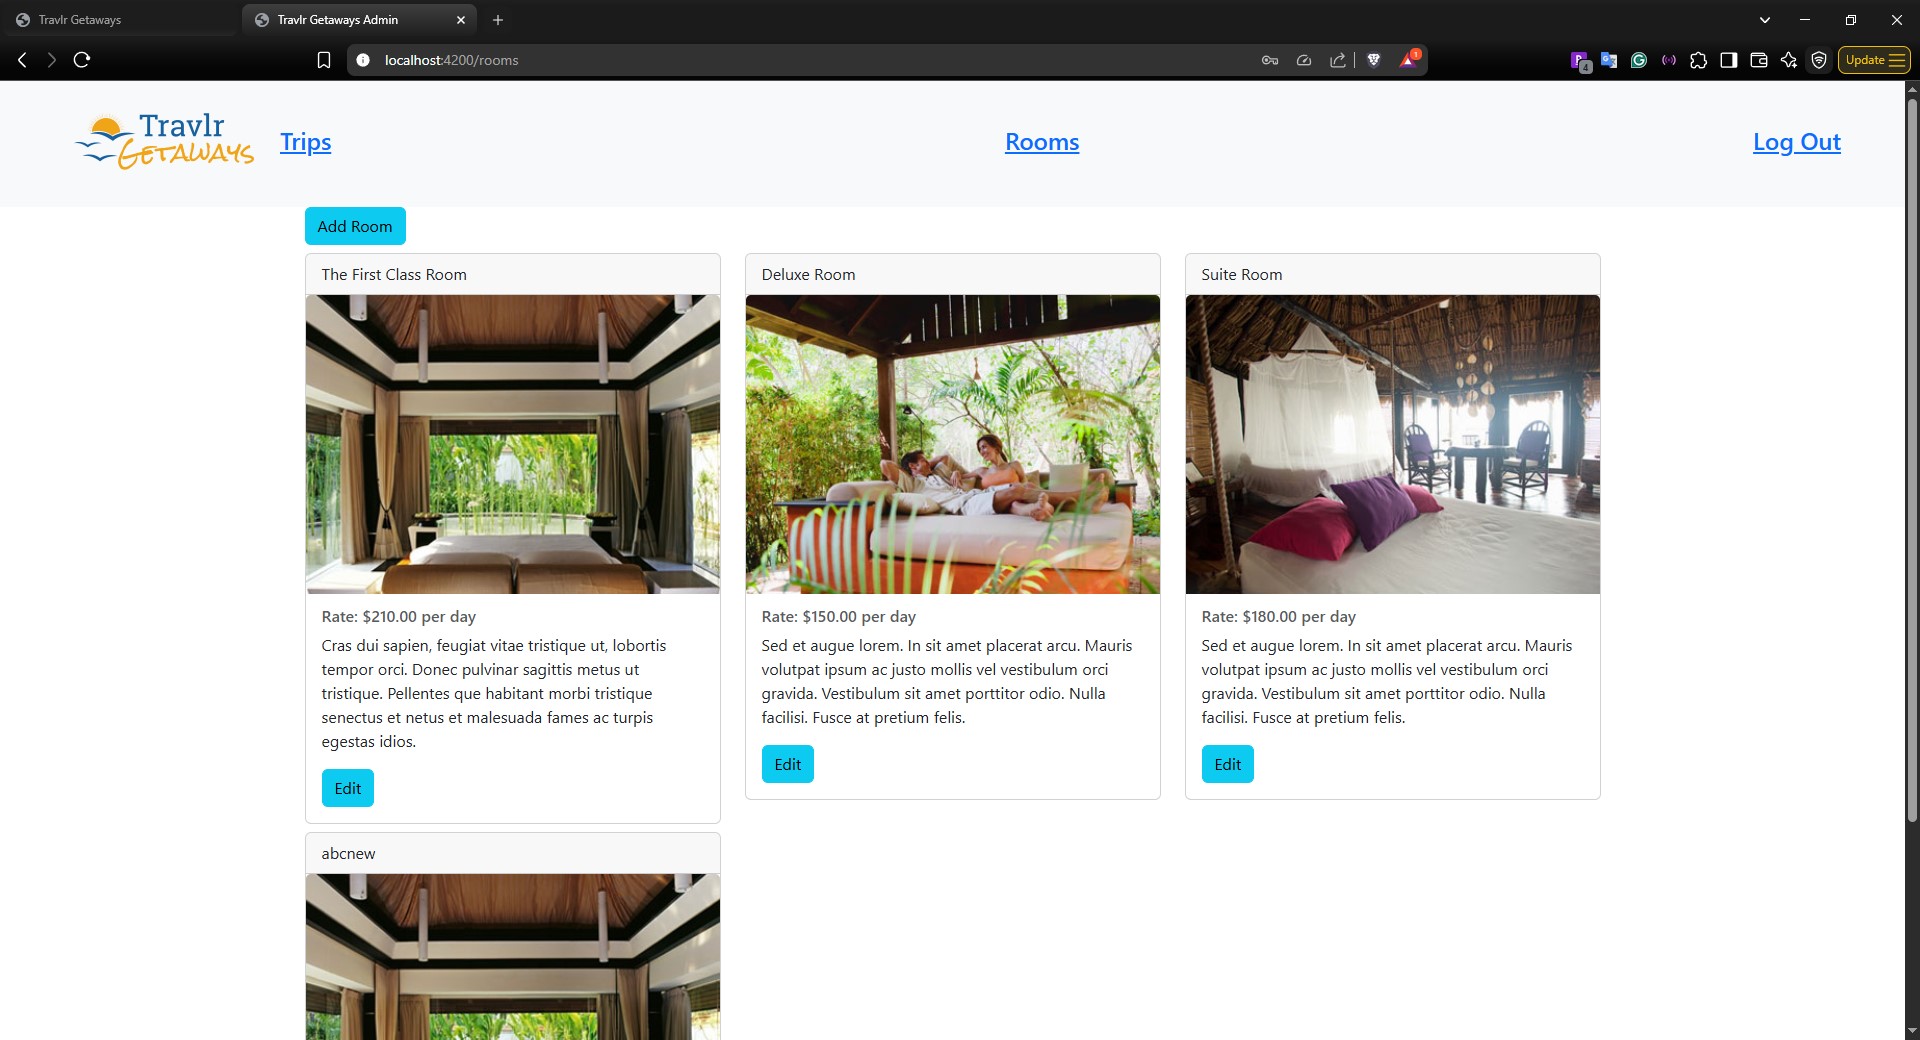 Travlr Getaways
Travlr Getaways Admin
localhost:4200/rooms
1
4
Update
Travlr
GETAWAYS
Trips
Rooms
Log Out
Add Room
The First Class Room
Rate: $210.00 per day
Cras dui sapien, feugiat vitae tristique ut, lobortis
tempor orci. Donec pulvinar sagittis metus ut
tristique. Pellentes que habitant morbi tristique
senectus et netus et malesuada fames ac turpis
egestas idios.
Edit
Deluxe Room
Rate: $150.00 per day
Sed et augue lorem. In sit amet placerat arcu. Mauris
volutpat ipsum ac justo mollis vel vestibulum orci
gravida. Vestibulum sit amet porttitor odio. Nulla
facilisi. Fusce at pretium felis.
Edit
Suite Room
Rate: $180.00 per day
Sed et augue lorem. In sit amet placerat arcu. Mauris
volutpat ipsum ac justo mollis vel vestibulum orci
gravida. Vestibulum sit amet porttitor odio. Nulla
facilisi. Fusce at pretium felis.
Edit
abcnew